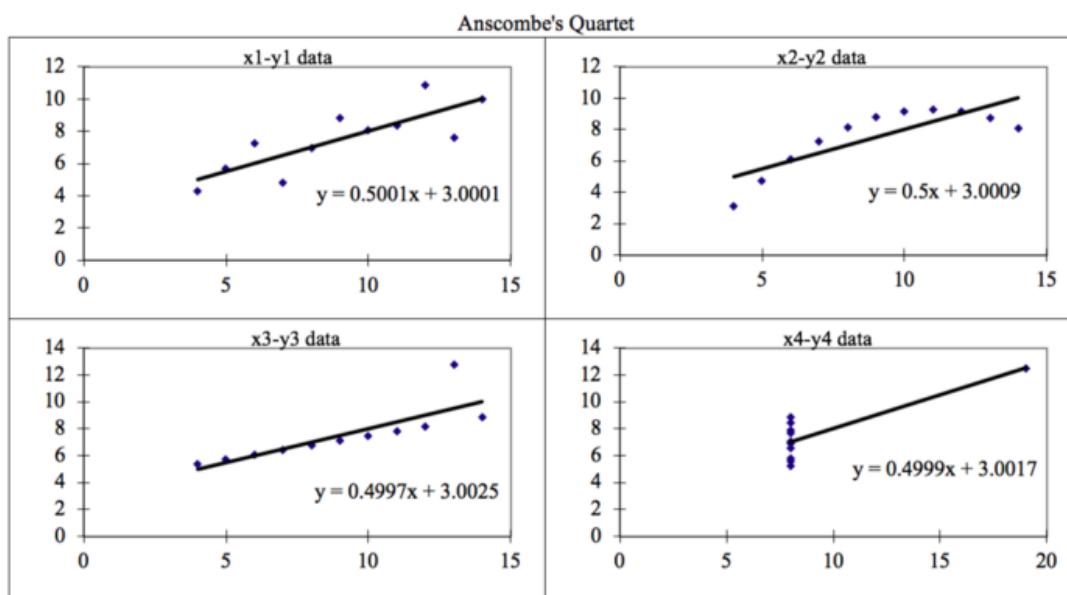 Anscombe's Quartet
x1-y1 data
12
10
8
6
4
2
0
0 5 10 15
y = 0.5001x + 3.0001
x2-y2 data
12
10
8
6
4
2
0
0 5 10 15
y = 0.5x + 3.0009
x3-y3 data
14
12
10
8
6
4
2
0
0 5 10 15
y = 0.4997x + 3.0025
x4-y4 data
14
12
10
8
6
4
2
0
0 5 10 15 20
y = 0.4999x + 3.0017